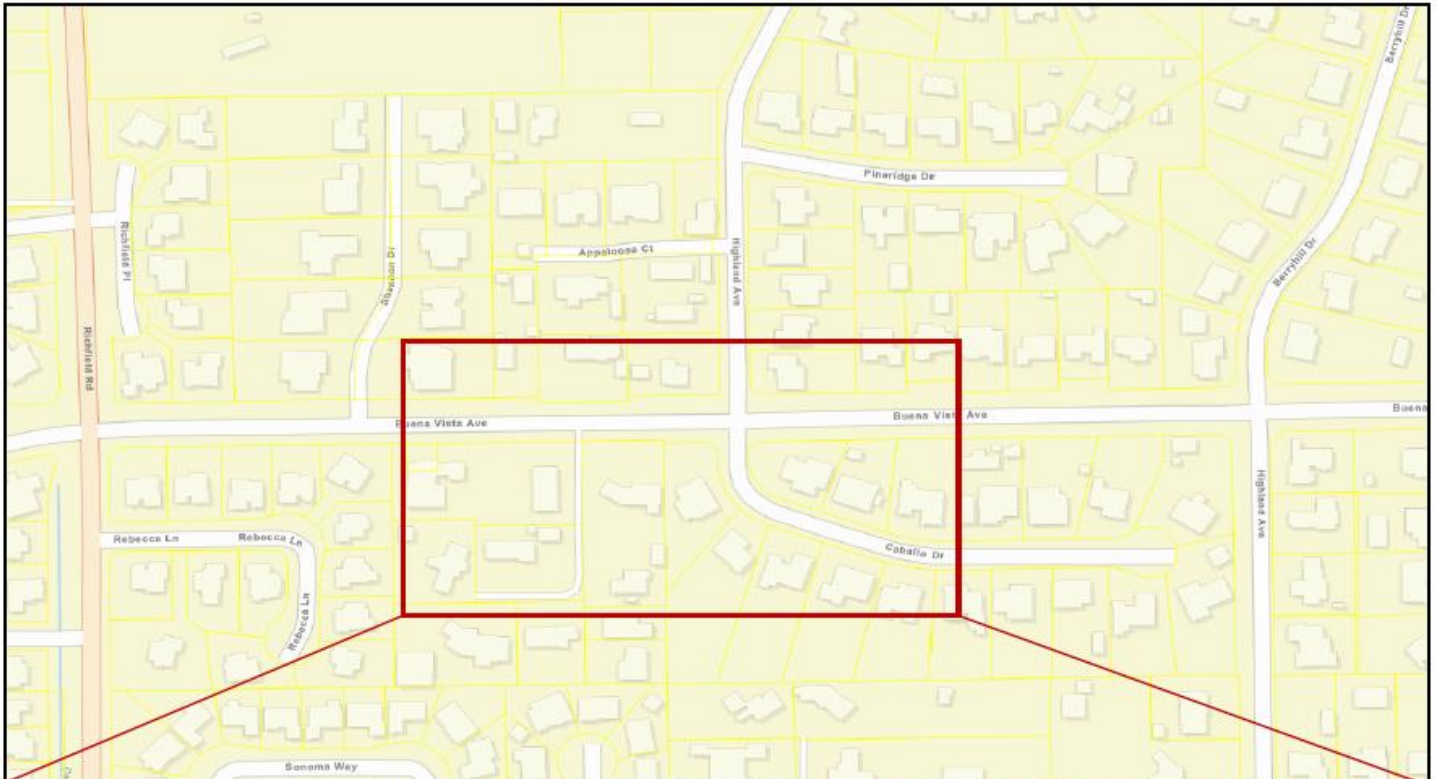 Berryhill Dr
Pineridge Dr
Richfield Pl
Appaloosa Ct
Highland Ave
Berryhill Dr
Richfield Rd
Buena Vista Ave
Buena Vista Ave
Buena
Highland Ave
Rebecca Ln
Rebecca Ln
Caballo Dr
Rebecca Ln
Sonoma Way